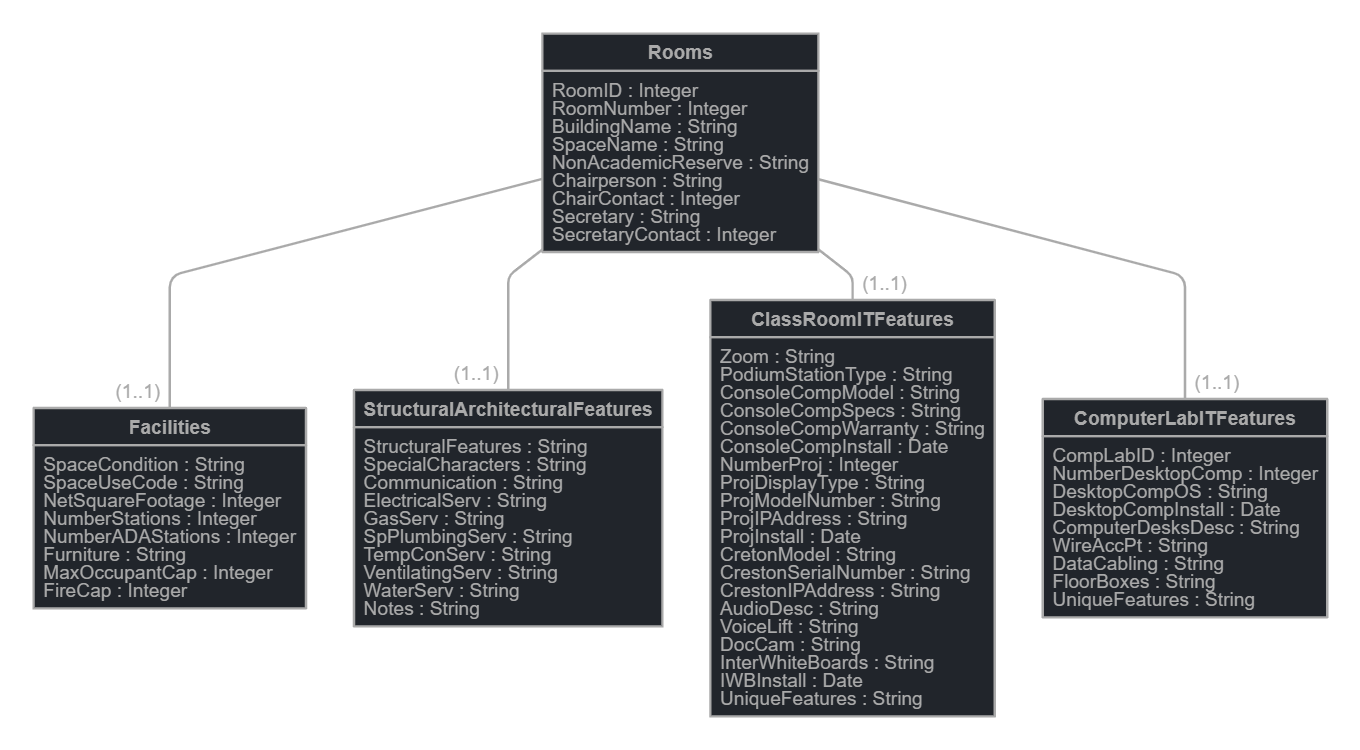 Rooms
RoomID : Integer
RoomNumber : Integer
BuildingName : String
SpaceName : String
NonAcademicReserve : String
Chairperson : String
ChairContact : Integer
Secretary : String
SecretaryContact : Integer
(1..1)
Facilities
SpaceCondition : String
SpaceUseCode : String
NetSquareFootage : Integer
NumberStations : Integer
NumberADAStations : Integer
Furniture : String
MaxOccupantCap : Integer
FireCap : Integer
(1..1)
StructuralArchitecturalFeatures
StructuralFeatures : String
SpecialCharacters : String
Communication : String
ElectricalServ : String
GasServ : String
SpPlumbingServ : String
TempConServ : String
VentilatingServ : String
WaterServ : String
Notes : String
(1..1)
ClassRoomITFeatures
Zoom : String
PodiumStationType : String
ConsoleCompModel : String
ConsoleCompSpecs : String
ConsoleCompWarranty : String
ConsoleCompInstall : Date
NumberProj : Integer
ProjDisplayType : String
ProjModelNumber : String
ProjIPAddress : String
ProjInstall : Date
CretonModel : String
CrestonSerialNumber : String
CrestonIPAddress : String
AudioDesc : String
VoiceLift : String
DocCam : String
InterWhiteBoards : String
IWBInstall : Date
UniqueFeatures : String
(1..1)
ComputerLabITFeatures
CompLabID : Integer
NumberDesktopComp : Integer
DesktopCompOS : String
DesktopCompInstall : Date
ComputerDesksDesc : String
WireAccPt : String
DataCabling : String
FloorBoxes : String
UniqueFeatures : String